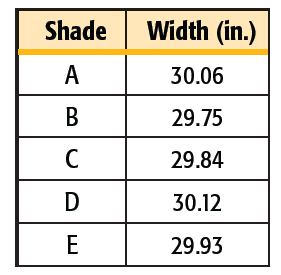 Shade Width (in.)
A 30.06
B 29.75
C 29.84
D 30.12
E 29.93